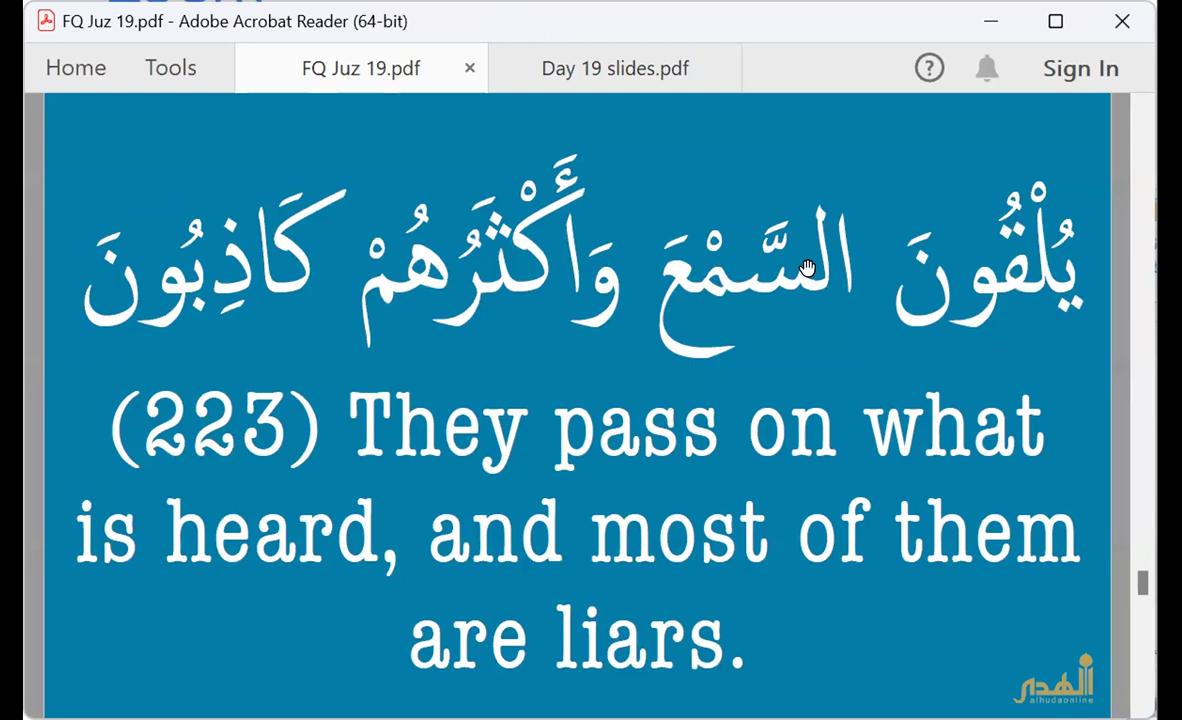 FQ Juz 19.pdf - Adobe Acrobat Reader (64-bit)
Home Tools FQ Juz 19.pdf × Day 19 slides.pdf ? Sign In
يُلْقُونَ السَّمْعَ وَأَكْثَرُهُمْ كَاذِبُونَ
(223) They pass on what
is heard, and most of them
are liars.
الهدى
alhudaonline